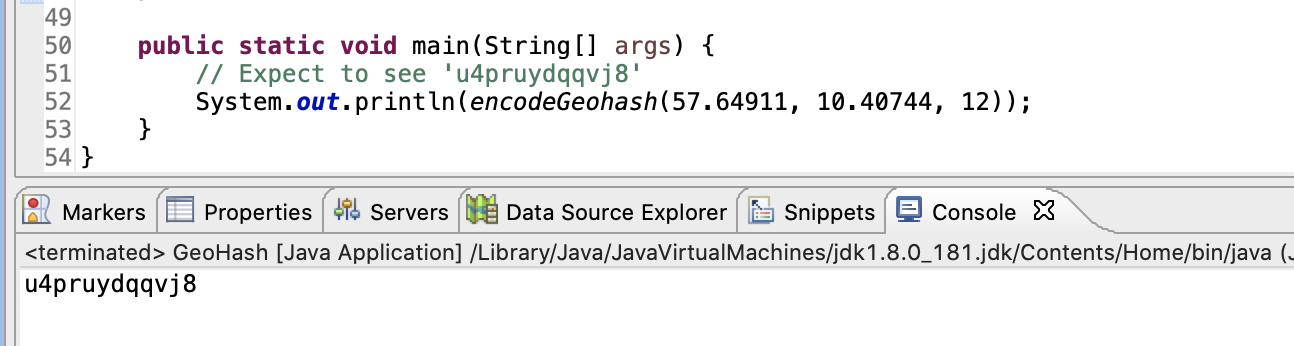 49
50 public static void main(String[] args) {
51 // Expect to see 'u4pruydqqvj8'
52 System.out.println(encodeGeohash(57.64911, 10.40744, 12));
53 }
54 }
Markers Properties Servers Data Source Explorer Snippets Console
<terminated> GeoHash [Java Application] /Library/Java/JavaVirtualMachines/jdk1.8.0_181.jdk/Contents/Home/bin/java (J
u4pruydqqvj8